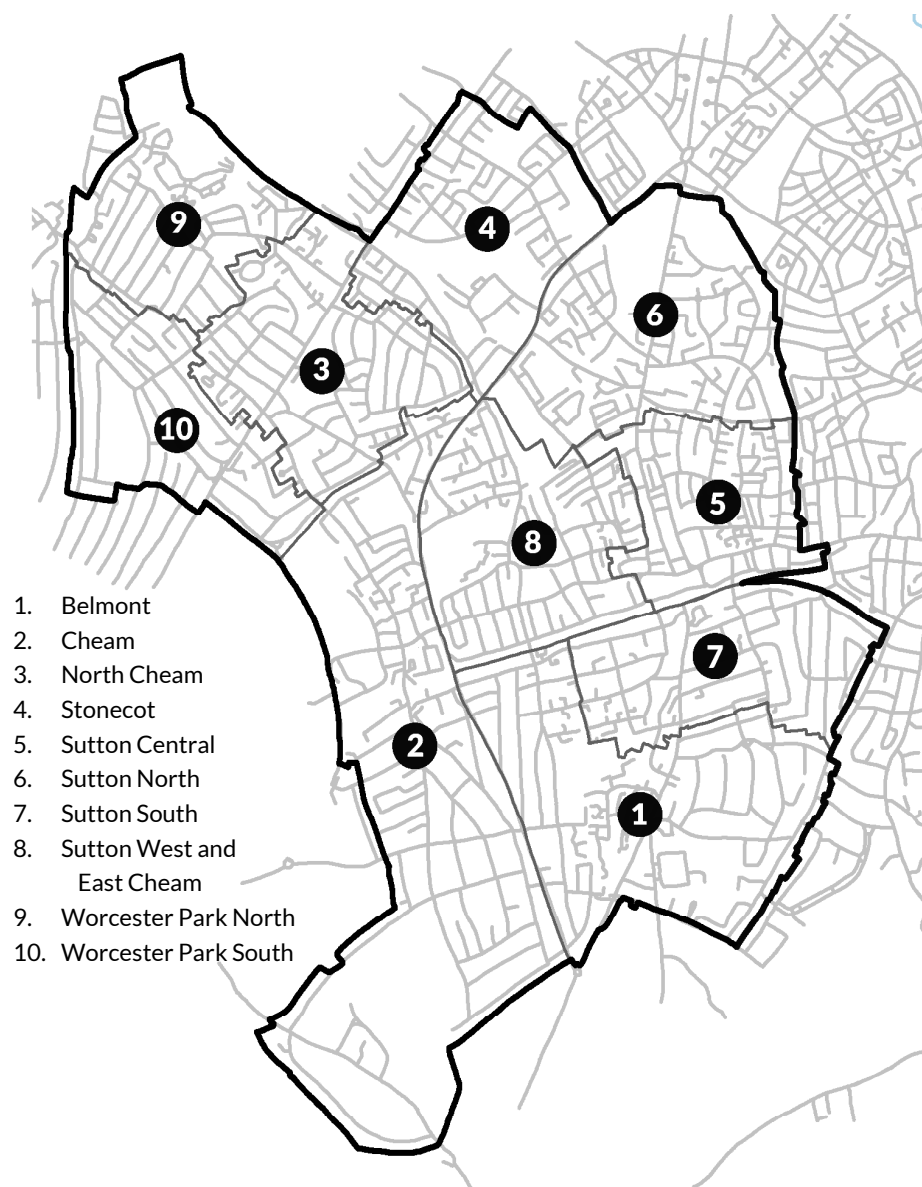 9
4
6
3
10
5
8
7
2
1
1. Belmont
2. Cheam
3. North Cheam
4. Stonecot
5. Sutton Central
6. Sutton North
7. Sutton South
8. Sutton West and
East Cheam
9. Worcester Park North
10. Worcester Park South